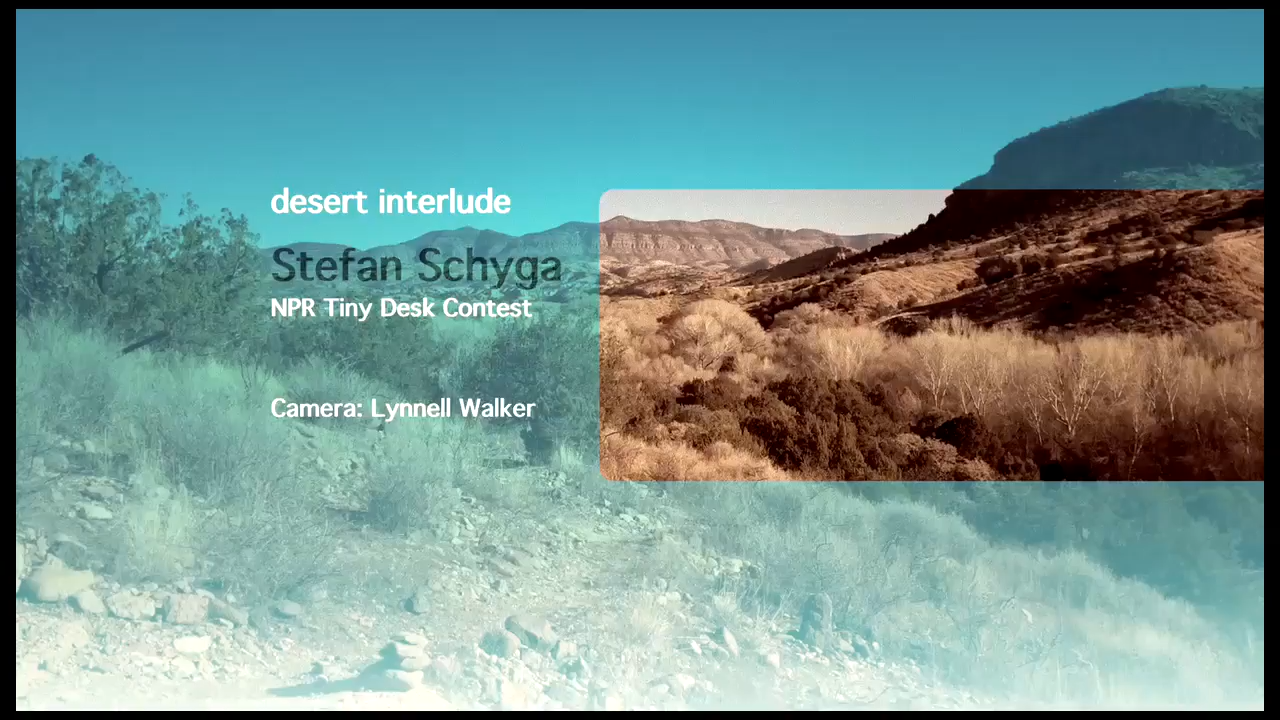 desert interlude
Stefan Schyga
NPR Tiny Desk Contest
Camera: Lynnell Walker